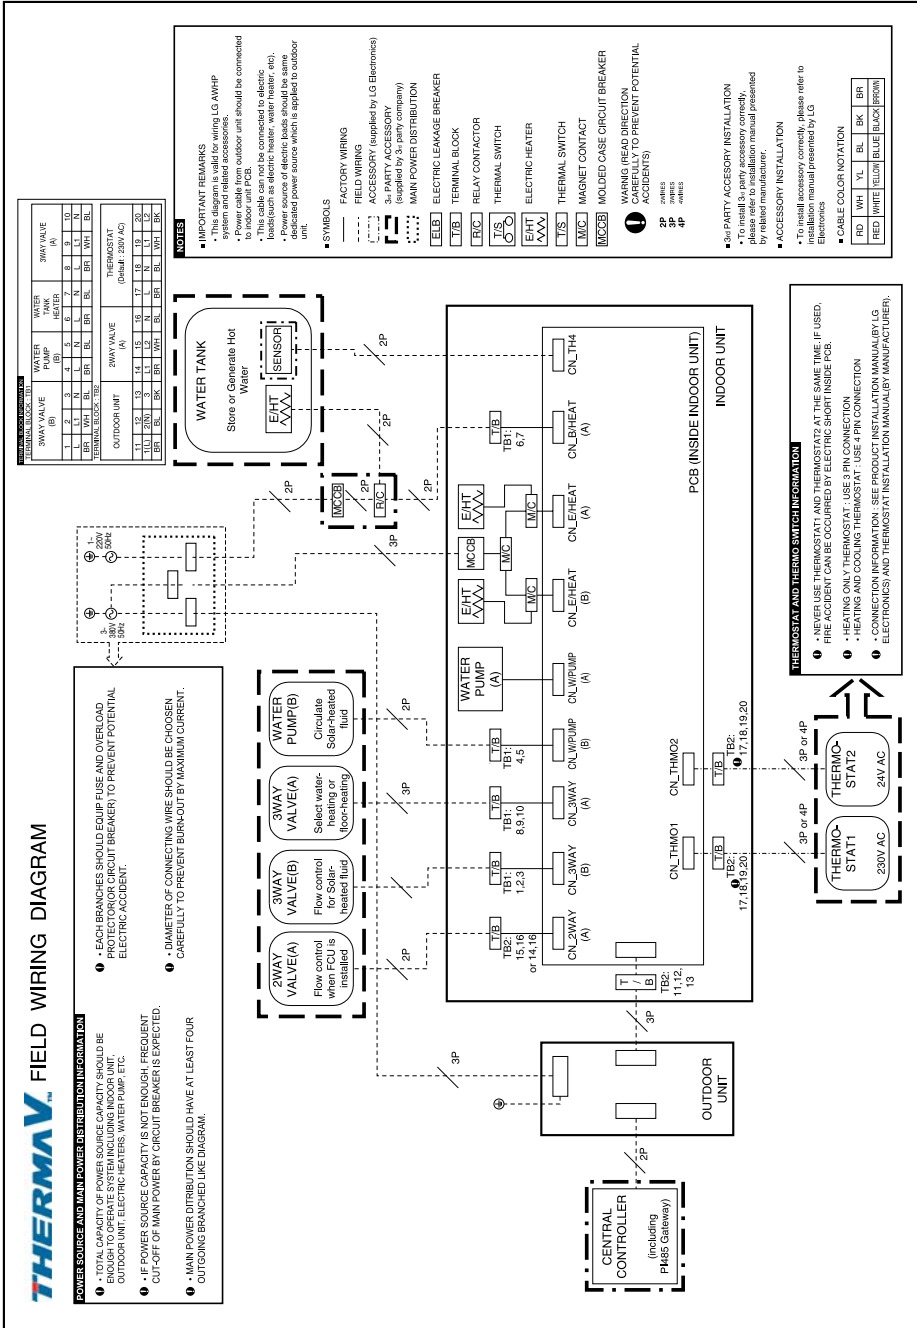 THERMAV™ FIELD WIRING DIAGRAM
POWER SOURCE AND MAIN POWER DISTRIBUTION INFORMATION
• TOTAL CAPACITY OF POWER SOURCE CAPACITY SHOULD BE
ENOUGH TO OPERATE SYSTEM INCLUDING INDOOR UNIT,
OUTDOOR UNIT, ELECTRIC HEATERS, WATER PUMP, ETC.
• IF POWER SOURCE CAPACITY IS NOT ENOUGH, FREQUENT
CUT-OFF OF MAIN POWER BY CIRCUIT BREAKER IS EXPECTED.
• MAIN POWER DITRIBUTION SHOULD HAVE AT LEAST FOUR
OUTGOING BRANCHED LIKE DIAGRAM.
• EACH BRANCHES SHOULD EQUIP FUSE AND OVERLOAD
PROTECTOR(OR CIRCUIT BREAKER) TO PREVENT POTENTIAL
ELECTRIC ACCIDENT.
• DIAMETER OF CONNECTING WIRE SHOULD BE CHOOSEN
CAREFULLY TO PREVENT BURN-OUT BY MAXIMUM CURRENT.
3~
380V
50Hz
1~
220V
50Hz
TERMINAL BLOCK INFORMATION
TERMINAL BLOCK : TB1
3WAY VALVE
(B)
WATER
PUMP
(B)
WATER
TANK
HEATER
3WAY VALVE
(A)
1 2 3 4 5 6 7 8 9 10
L L1 N L N L N L L1 N
BR WH BL BR BL BR BL BR WH BL
TERMINAL BLOCK : TB2
OUTDOOR UNIT
2WAY VALVE
(A)
THERMOSTAT
(Default : 230V AC)
11 12 13 14 15 16 17 18 19 20
1(L) 2(N) 3 L1 L2 N L N L1 L2
BR BL BK BR WH BL BR BL WH BK
NOTES
■ IMPORTANT REMARKS
• This diagram is valid for wiring LG AWHP
system and related accessories.
• Power cable from outdoor unit should be connected
to indoor unit PCB.
• This cable can not be connected to electric
loads(such as electric heater, water heater, etc).
• Power source of electric loads should be same
dedicated power source which is applied to outdoor
unit.
■ SYMBOLS
FACTORY WIRING
FIELD WIRING
ACCESSORY (supplied by LG Electronics)
3rd PARTY ACCESSORY
(supplied by 3rd party company)
MAIN POWER DISTRIBUTION
ELB ELECTRIC LEAKAGE BREAKER
T/B TERMINAL BLOCK
R/C RELAY CONTACTOR
T/S THERMAL SWITCH
E/HT ELECTRIC HEATER
T/S THERMAL SWITCH
M/C MAGNET CONTACT
MCCB MOLDED CASE CIRCUIT BREAKER
WARNIG (READ DIRECTION
CAREFULLY TO PREVENT POTENTIAL
ACCIDENTS)
2P 2WIRES
3P 3WIRES
4P 4WIRES
■ 3rd PARTY ACCESSORY INSTALLATION
• To install 3rd party accessory correctly,
please refer to installation manual presented
by related manufacturer.
■ ACCESSORY INSTALLATION
• To install accessory correctly, please refer to
installation manual presented by LG
Electronics
■ CABLE COLOR NOTATION
RD WH YL BL BK BR
RED WHITE YELLOW BLUE BLACK BRROWN
WATER TANK
Store or Generate Hot
Water
E/HT
SENSOR
2P
MCCB
2P
R/C
2P
2P
2P
3P
2WAY
VALVE(A)
Flow control
when FCU is
installed
3WAY
VALVE(B)
Flow control
for Solar-
heated fluid
3WAY
VALVE(A)
Select water-
heating or
floor-heating
WATER
PUMP(B)
Circulate
Solar-heated
fluid
2P
3P
2P
T/B
TB2:
15,16
or 14,16
CN_2WAY
(A)
T/B
TB1:
1,2,3
CN_3WAY
(B)
T/B
TB1:
8,9,10
CN_3WAY
(A)
T/B
TB1:
4,5
CN_W/PUMP
(B)
WATER
PUMP
(A)
CN_W/PUMP
(A)
E/HT
MCCB
E/HT
M/C
M/C
M/C
CN_E/HEAT
(B)
CN_E/HEAT
(A)
T/B
TB1:
6,7
CN_B/HEAT
(A)
CN_TH4
PCB (INSIDE INDOOR UNIT)
INDOOR UNIT
CN_THMO1
T/B
TB2:
17,18,19,20
CN_THMO2
T/B
TB2:
17,18,19,20
3P or 4P
3P or 4P
THERMO-
STAT1
230V AC
THERMO-
STAT2
24V AC
T/B
TB2:
11,12,
13
3P
3P
OUTDOOR
UNIT
2P
CENTRAL
CONTROLLER
(including
PI485 Gateway)
THERMOSTAT AND THERMO SWITCH INFORMATION
• NEVER USE THERMOSTAT1 AND THERMOSTAT2 AT THE SAME TIME. IF USED,
FIRE ACCIDENT CAN BE OCCURRED BY ELECTRIC SHORT INSIDE PCB.
• HEATING ONLY THERMOSTAT : USE 3 PIN CONNECTION
• HEATING AND COOLING THERMOSTAT : USE 4 PIN CONNECTION
• CONNECTION INFORMATION : SEE PRODUCT INSTALLATION MANUAL(BY LG
ELECTRONICS) AND THERMOSTAT INSTALLATION MANUAL(BY MANUFACTURER).